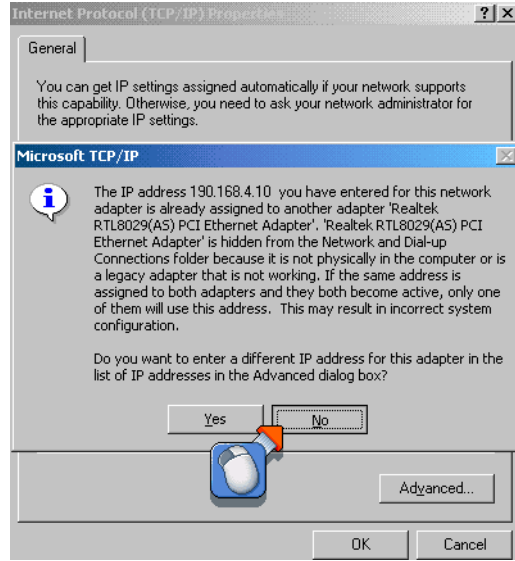 Internet Protocol (TCP/IP) Properties
General
You can get IP settings assigned automatically if your network supports
this capability. Otherwise, you need to ask your network administrator for
the appropriate IP settings.
Microsoft TCP/IP
The IP address 190.168.4.10 you have entered for this network
adapter is already assigned to another adapter 'Realtek
RTL8029(AS) PCI Ethernet Adapter'. 'Realtek RTL8029(AS) PCI
Ethernet Adapter' is hidden from the Network and Dial-up
Connections folder because it is not physically in the computer or is
a legacy adapter that is not working. If the same address is
assigned to both adapters and they both become active, only one
of them will use this address. This may result in incorrect system
configuration.
Do you want to enter a different IP address for this adapter in the
list of IP addresses in the Advanced dialog box?
Yes No
Advanced...
OK Cancel